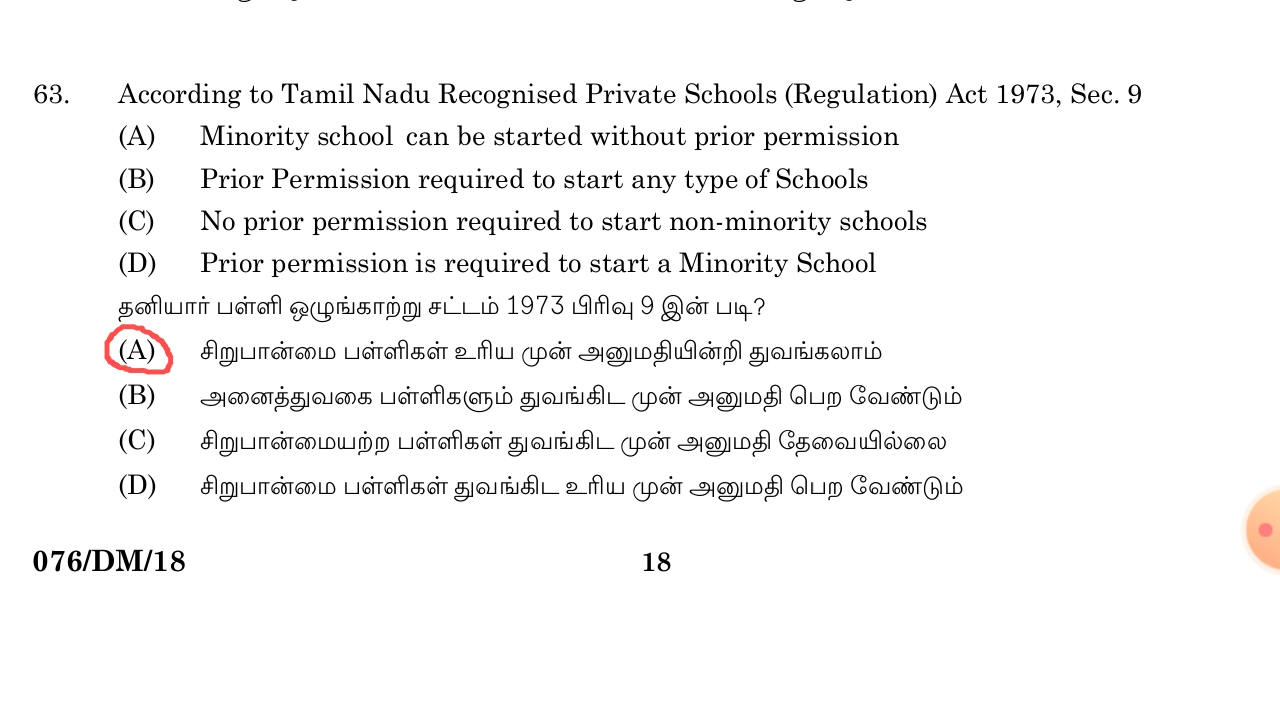 63. According to Tamil Nadu Recognised Private Schools (Regulation) Act 1973, Sec. 9
(A) Minority school can be started without prior permission
(B) Prior Permission required to start any type of Schools
(C) No prior permission required to start non-minority schools
(D) Prior permission is required to start a Minority School
தனியார் பள்ளி ஒழுங்காற்று சட்டம் 1973 பிரிவு 9 இன் படி?
(A) சிறுபான்மை பள்ளிகள் உரிய முன் அனுமதியின்றி துவங்கலாம்
(B) அனைத்துவகை பள்ளிகளும் துவங்கிட முன் அனுமதி பெற வேண்டும்
(C) சிறுபான்மையற்ற பள்ளிகள் துவங்கிட முன் அனுமதி தேவையில்லை
(D) சிறுபான்மை பள்ளிகள் துவங்கிட உரிய முன் அனுமதி பெற வேண்டும்
076/DM/18 18